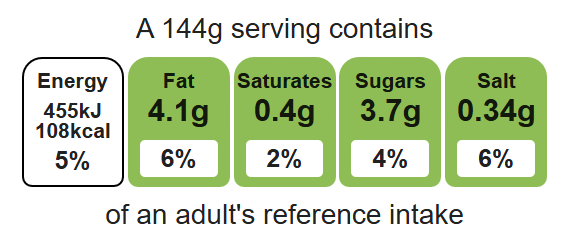 A 144g serving contains
Energy
455kJ
108kcal
5%
Fat
4.1g
6%
Saturates
0.4g
2%
Sugars
3.7g
4%
Salt
0.34g
6%
of an adult's reference intake